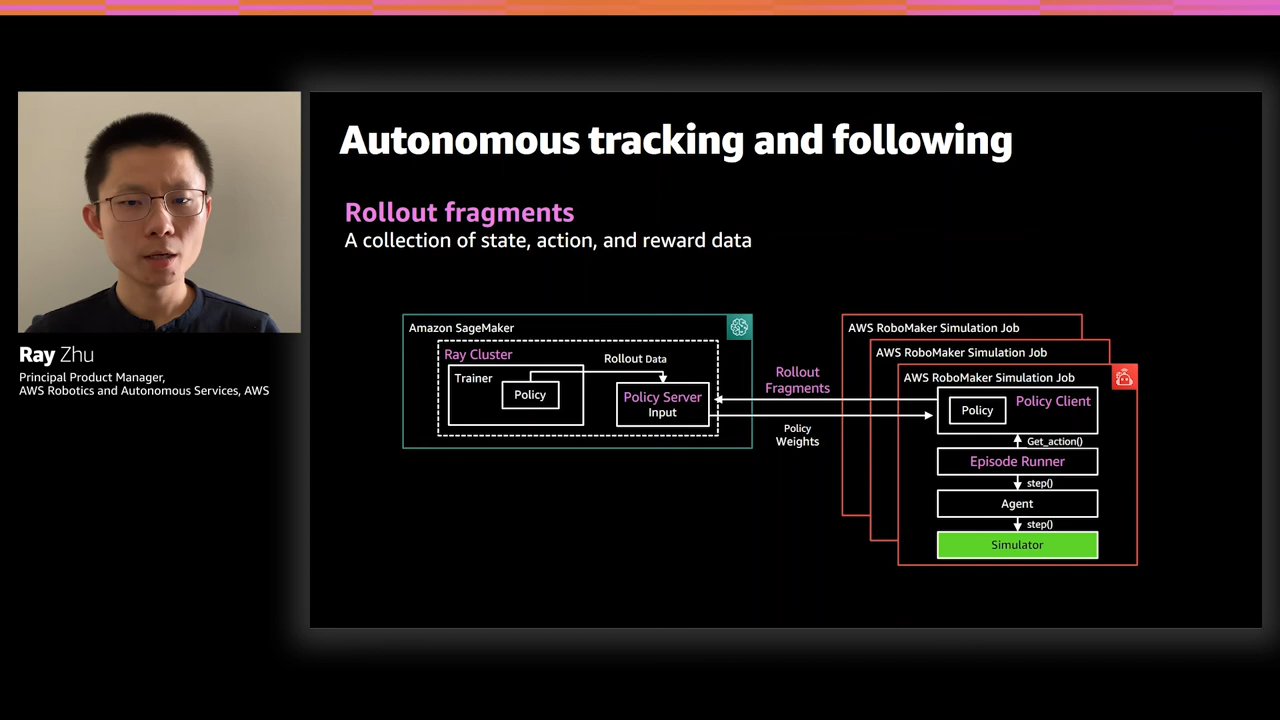 Autonomous tracking and following
Rollout fragments
A collection of state, action, and reward data
Ray Zhu
Principal Product Manager,
AWS Robotics and Autonomous Services, AWS
Amazon SageMaker
Ray Cluster
Trainer
Policy
Rollout Data
Policy Server
Input
Rollout
Fragments
Policy
Weights
AWS RoboMaker Simulation Job
AWS RoboMaker Simulation Job
AWS RoboMaker Simulation Job
Policy
Policy Client
Get_action()
Episode Runner
step()
Agent
step()
Simulator